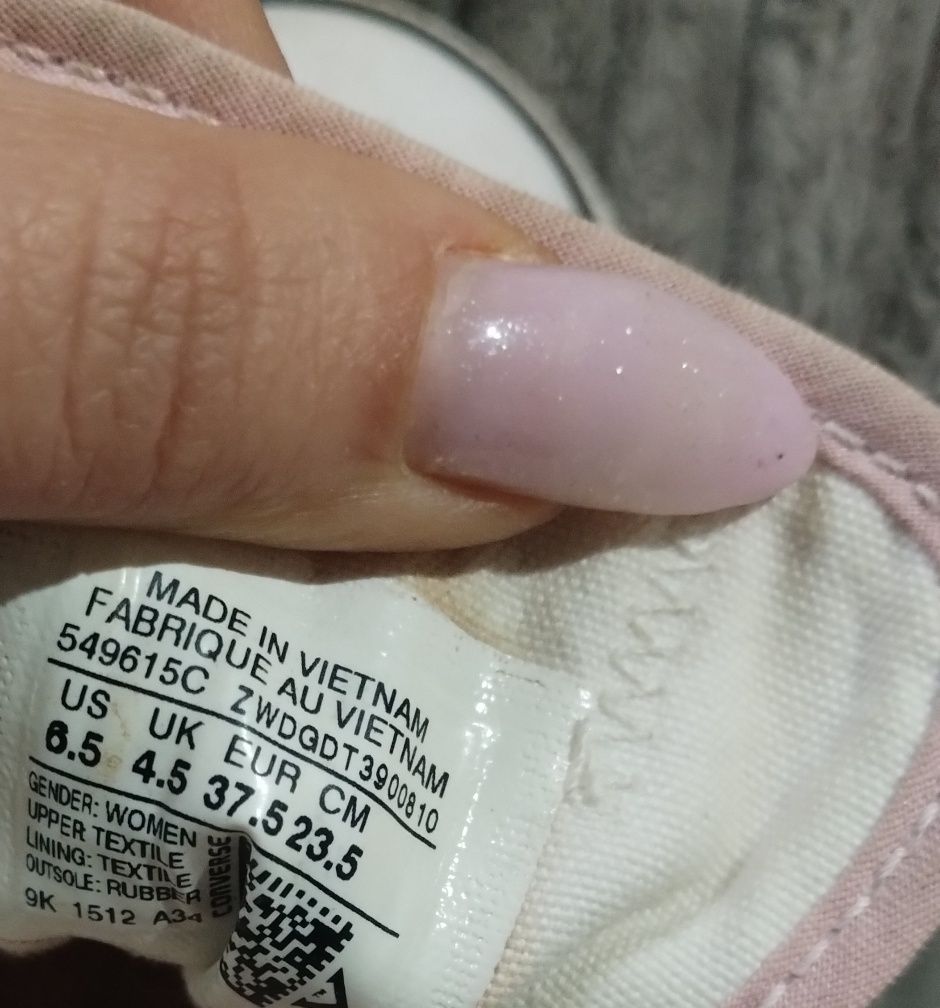 MADE IN VIETNAM
FABRIQUE AU VIETNAM
549615C ZWDGDT3900810
US UK EUR CM
6.5 4.5 37.5 23.5
GENDER: WOMEN
UPPER TEXTILE
LINING: TEXTILE
OUTSOLE: RUBBER
9K 1512 A34
CONVERSE